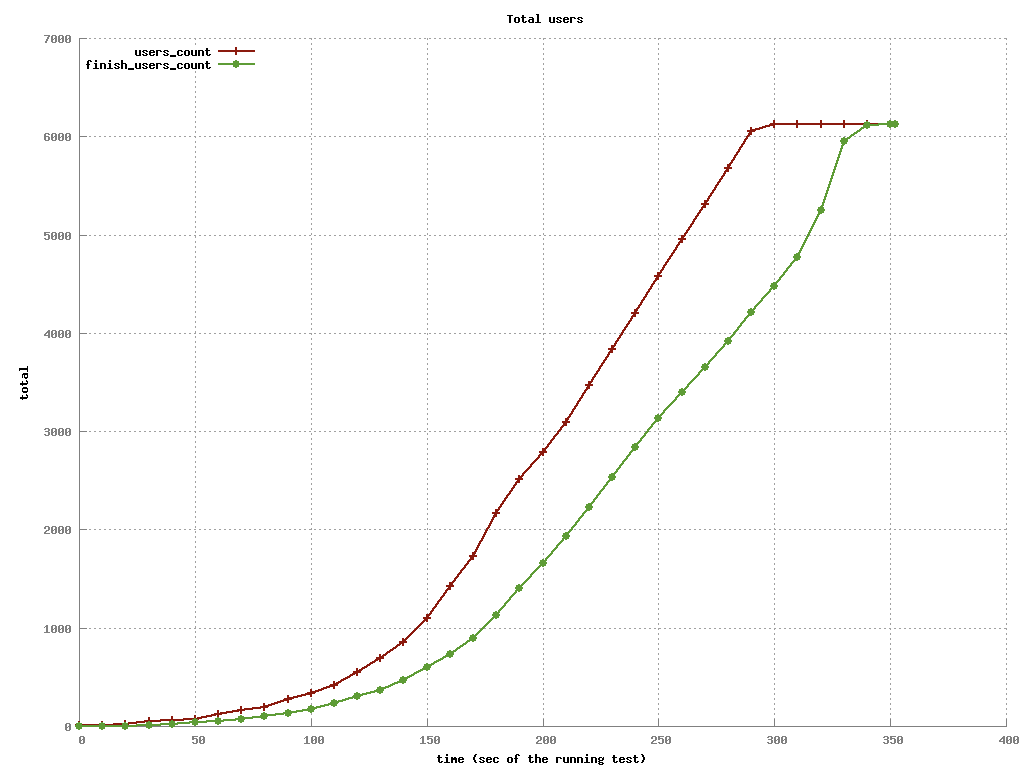 Total users
7000
users_count
finish_users_count
6000
5000
4000
total
3000
2000
1000
0
0 50 100 150 200 250 300 350 400
time (sec of the running test)